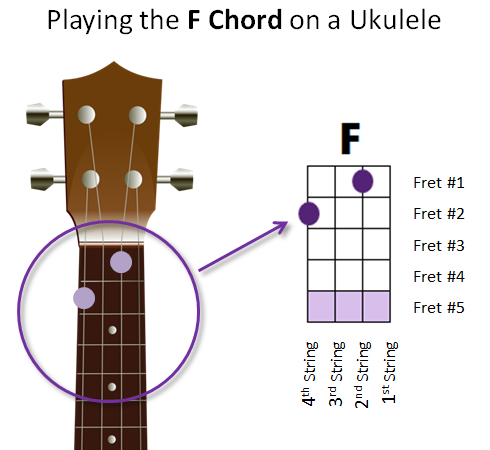 Playing the F Chord on a Ukulele
F
Fret #1
Fret #2
Fret #3
Fret #4
Fret #5
4th String
3rd String
2nd String
1st String